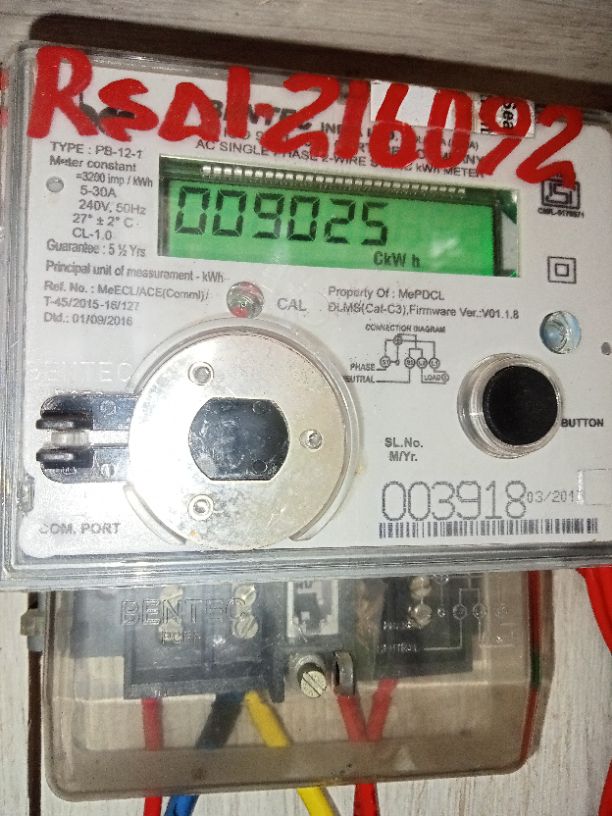 Rsd1-216092
BENTEC
TYPE : PB-12-1
AC SINGLE PHASE 2-WIRE kWh METER
Meter constant
=3200 imp / kWh
5-30A
240V, 50Hz
27° ± 2° C
CL-1.0
Guarantee : 5 ½ Yrs
009025
CkWh
Principal unit of measurement - kWh
Ref. No. : MeECL/ACE(Comml)/
T-45/2015-16/127
Dtd.: 01/09/2016
CAL
Property Of : MePDCL
DLMS(Cat-C3),Firmware Ver.:V01.1.8
CONNECTION DIAGRAM
PHASE
NEUTRAL
LOAD
BENTEC
BUTTON
SL.No.
M/Yr.
003918
COM. PORT
BENTEC